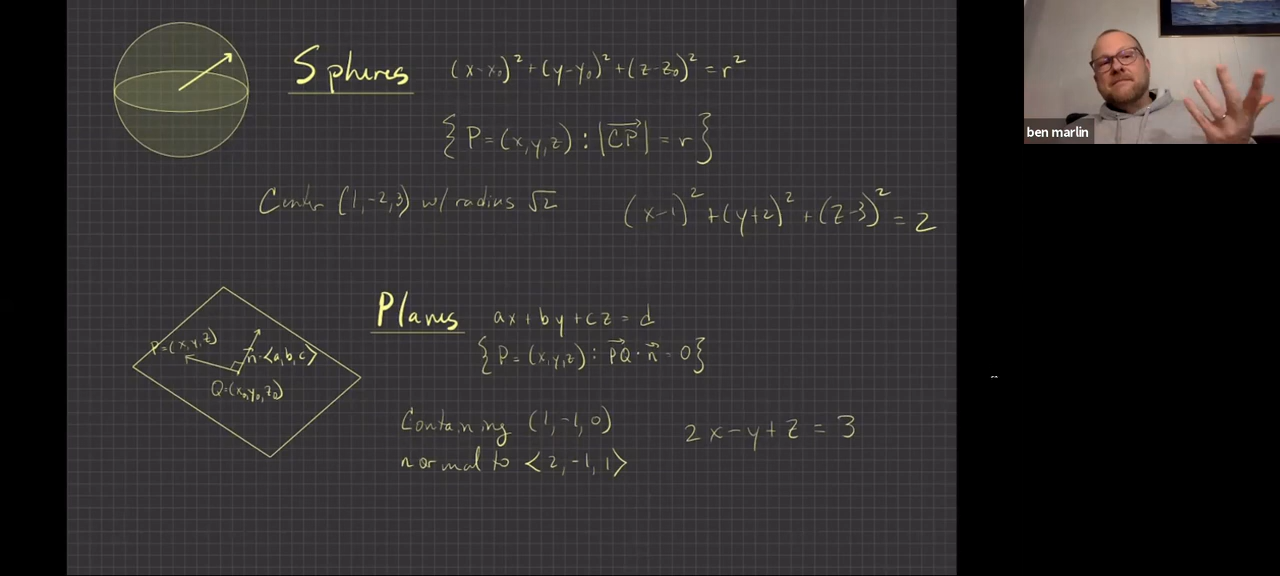 Spheres (x-x₀)²+(y-y₀)²+(z-z₀)²=r²
{P=(x,y,z) : |CP⃗| = r}
Center (1,-2,3) w/ radius √2 (x-1)²+(y+2)²+(z-3)²=2
Planes ax+by+cz=d
{P=(x,y,z) : PQ⃗·n⃗=0}
P=(x,y,z)
n⃗=<a,b,c>
Q=(x₀,y₀,z₀)
Containing (1,-1,0) 2x-y+z=3
normal to <2,-1,1>
ben marlin